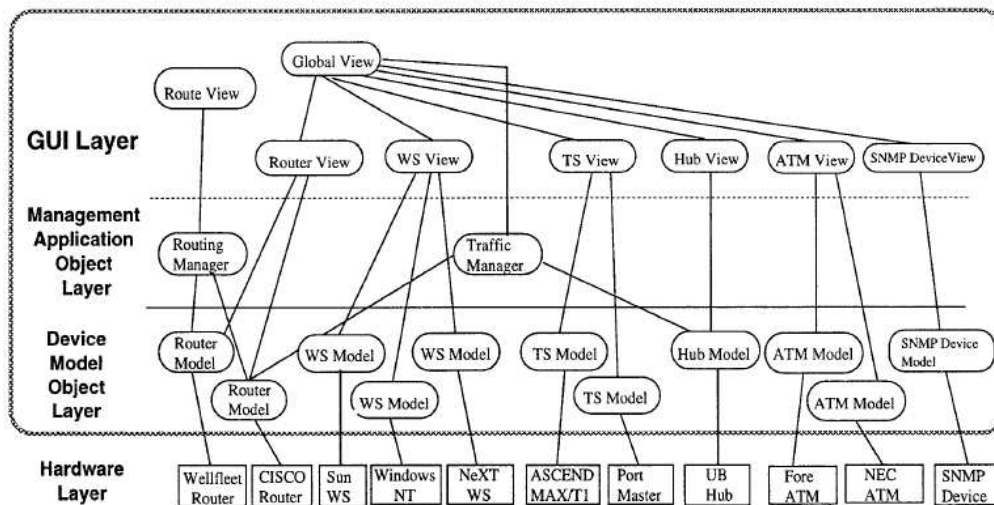 Global View
Route View
GUI Layer
Router View
WS View
TS View
Hub View
ATM View
SNMP DeviceView
Management
Application
Object
Layer
Routing
Manager
Traffic
Manager
Device
Model
Object
Layer
Router
Model
WS Model
WS Model
TS Model
Hub Model
ATM Model
SNMP Device
Model
Router
Model
WS Model
TS Model
ATM Model
Hardware
Layer
Wellfleet
Router
CISCO
Router
Sun
WS
Windows
NT
NeXT
WS
ASCEND
MAX/T1
Port
Master
UB
Hub
Fore
ATM
NEC
ATM
SNMP
Device